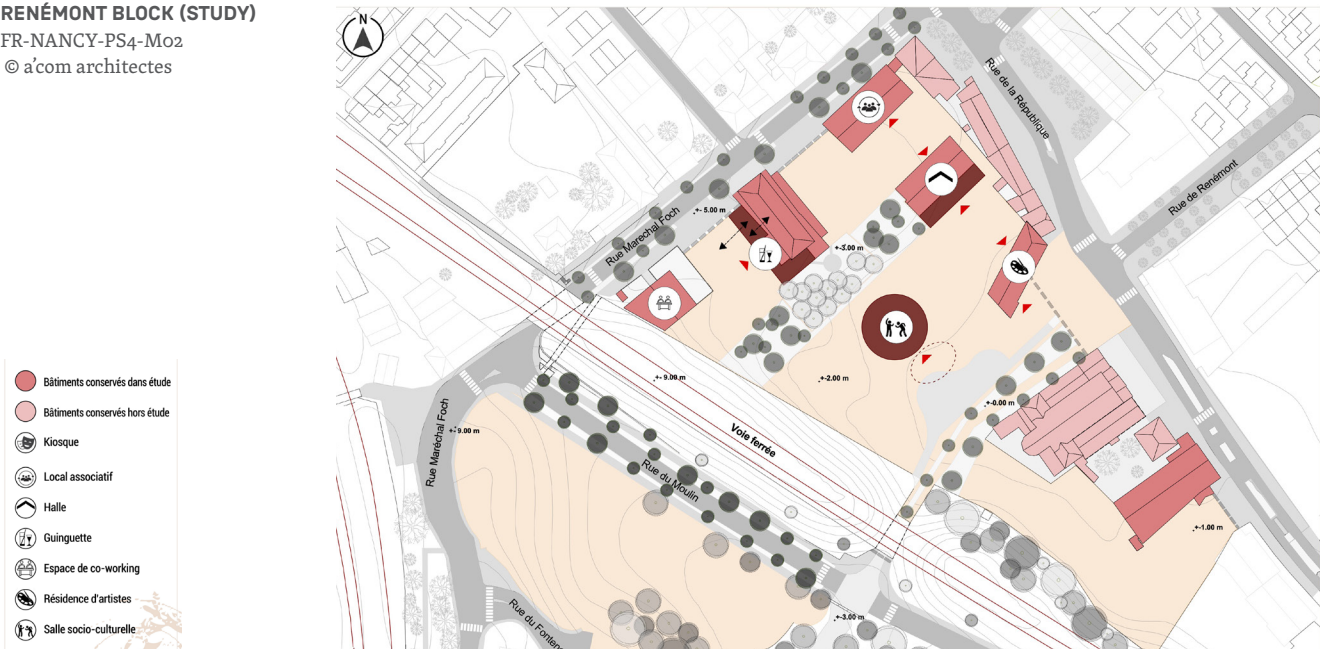 RENÉMONT BLOCK (STUDY)
FR-NANCY-PS4-M02
© a'com architectes
N
Rue de la République
Rue de Renémont
Rue Marechal Foch
+- 5.00 m
+-3.00 m
+- 9.00 m
+-2.00 m
+-0.00 m
Voie ferrée
+-9.00 m
Rue Maréchal Foch
Rue du Moulin
+-1.00 m
+-3.00 m
Rue du
Bâtiments conservés dans étude
Bâtiments conservés hors étude
Kiosque
Local associatif
Halle
Guinguette
Espace de co-working
Résidence d'artistes
Salle socio-culturelle